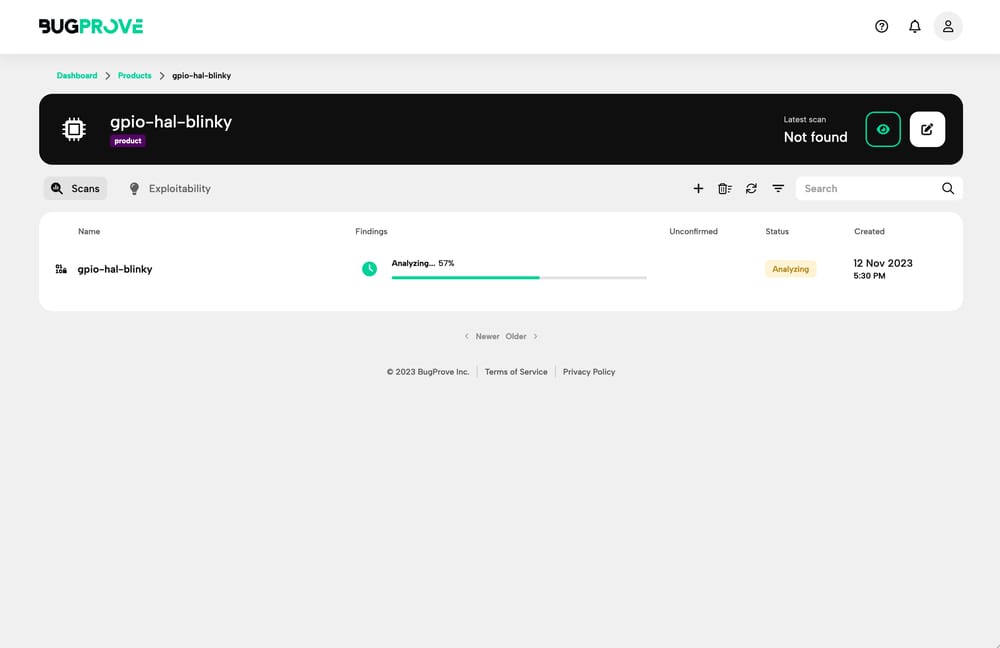 BUGPROVE
Dashboard > Products > gpio-hal-blinky
gpio-hal-blinky
product
Latest scan
Not found
Scans
Exploitability
Search
Name Findings Unconfirmed Status Created
gpio-hal-blinky
Analyzing... 57%
Analyzing
12 Nov 2023
5:30 PM
< Newer Older >
© 2023 BugProve Inc. | Terms of Service | Privacy Policy